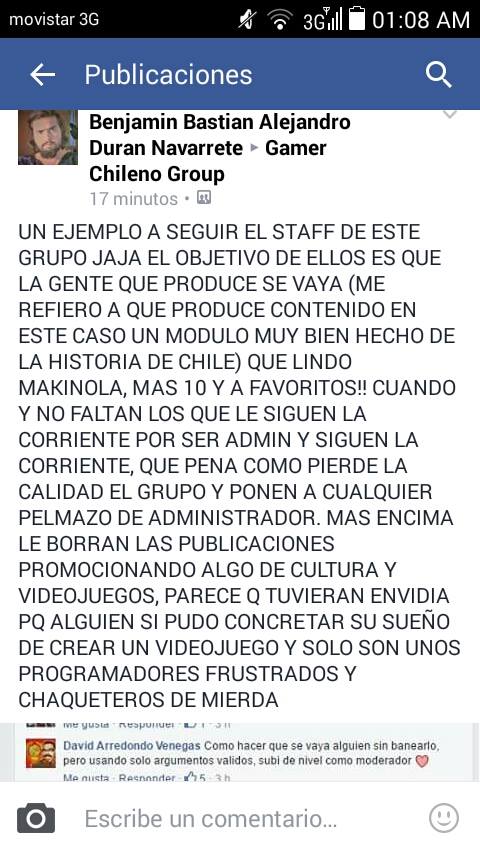 movistar 3G 3G 01:08 AM
Publicaciones
Benjamin Bastian Alejandro
Duran Navarrete ▸ Gamer
Chileno Group
17 minutos •
UN EJEMPLO A SEGUIR EL STAFF DE ESTE
GRUPO JAJA EL OBJETIVO DE ELLOS ES QUE
LA GENTE QUE PRODUCE SE VAYA (ME
REFIERO A QUE PRODUCE CONTENIDO EN
ESTE CASO UN MODULO MUY BIEN HECHO DE
LA HISTORIA DE CHILE) QUE LINDO
MAKINOLA, MAS 10 Y A FAVORITOS!! CUANDO
Y NO FALTAN LOS QUE LE SIGUEN LA
CORRIENTE POR SER ADMIN Y SIGUEN LA
CORRIENTE, QUE PENA COMO PIERDE LA
CALIDAD EL GRUPO Y PONEN A CUALQUIER
PELMAZO DE ADMINISTRADOR. MAS ENCIMA
LE BORRAN LAS PUBLICACIONES
PROMOCIONANDO ALGO DE CULTURA Y
VIDEOJUEGOS, PARECE Q TUVIERAN ENVIDIA
PQ ALGUIEN SI PUDO CONCRETAR SU SUEÑO
DE CREAR UN VIDEOJUEGO Y SOLO SON UNOS
PROGRAMADORES FRUSTRADOS Y
CHAQUETEROS DE MIERDA
Me gusta · Responder · 1 · 3 h
David Arredondo Venegas Como hacer que se vaya alguien sin banearlo,
pero usando solo argumentos validos, subi de nivel como moderador
Me gusta · Responder · 5 · 3 h
Escribe un comentario...